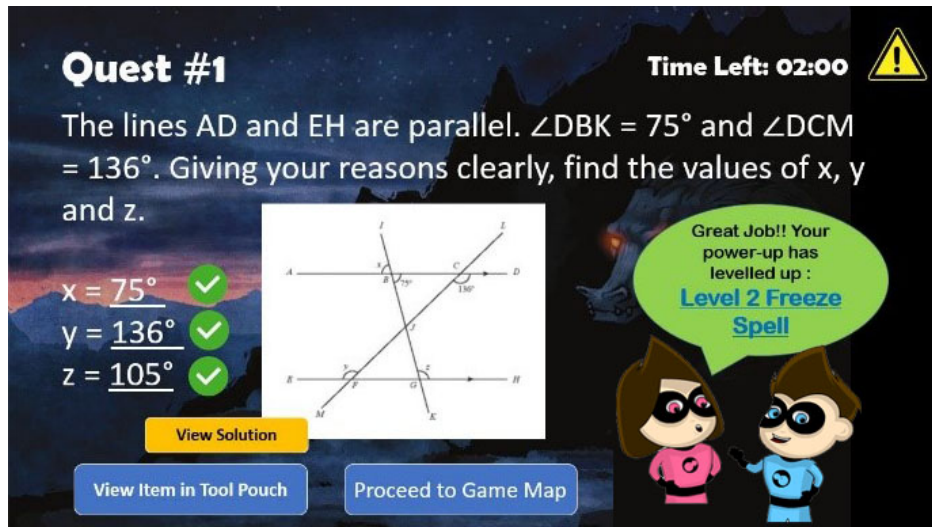 Quest #1
Time Left: 02:00
The lines AD and EH are parallel. ∠DBK = 75° and ∠DCM
= 136°. Giving your reasons clearly, find the values of x, y
and z.
x = 75°
y = 136°
z = 105°
I
L
x
A
B
75°
C
136°
D
J
y
z
E
F
G
H
M
K
Great Job!! Your
power-up has
levelled up :
Level 2 Freeze
Spell
View Solution
View Item in Tool Pouch
Proceed to Game Map